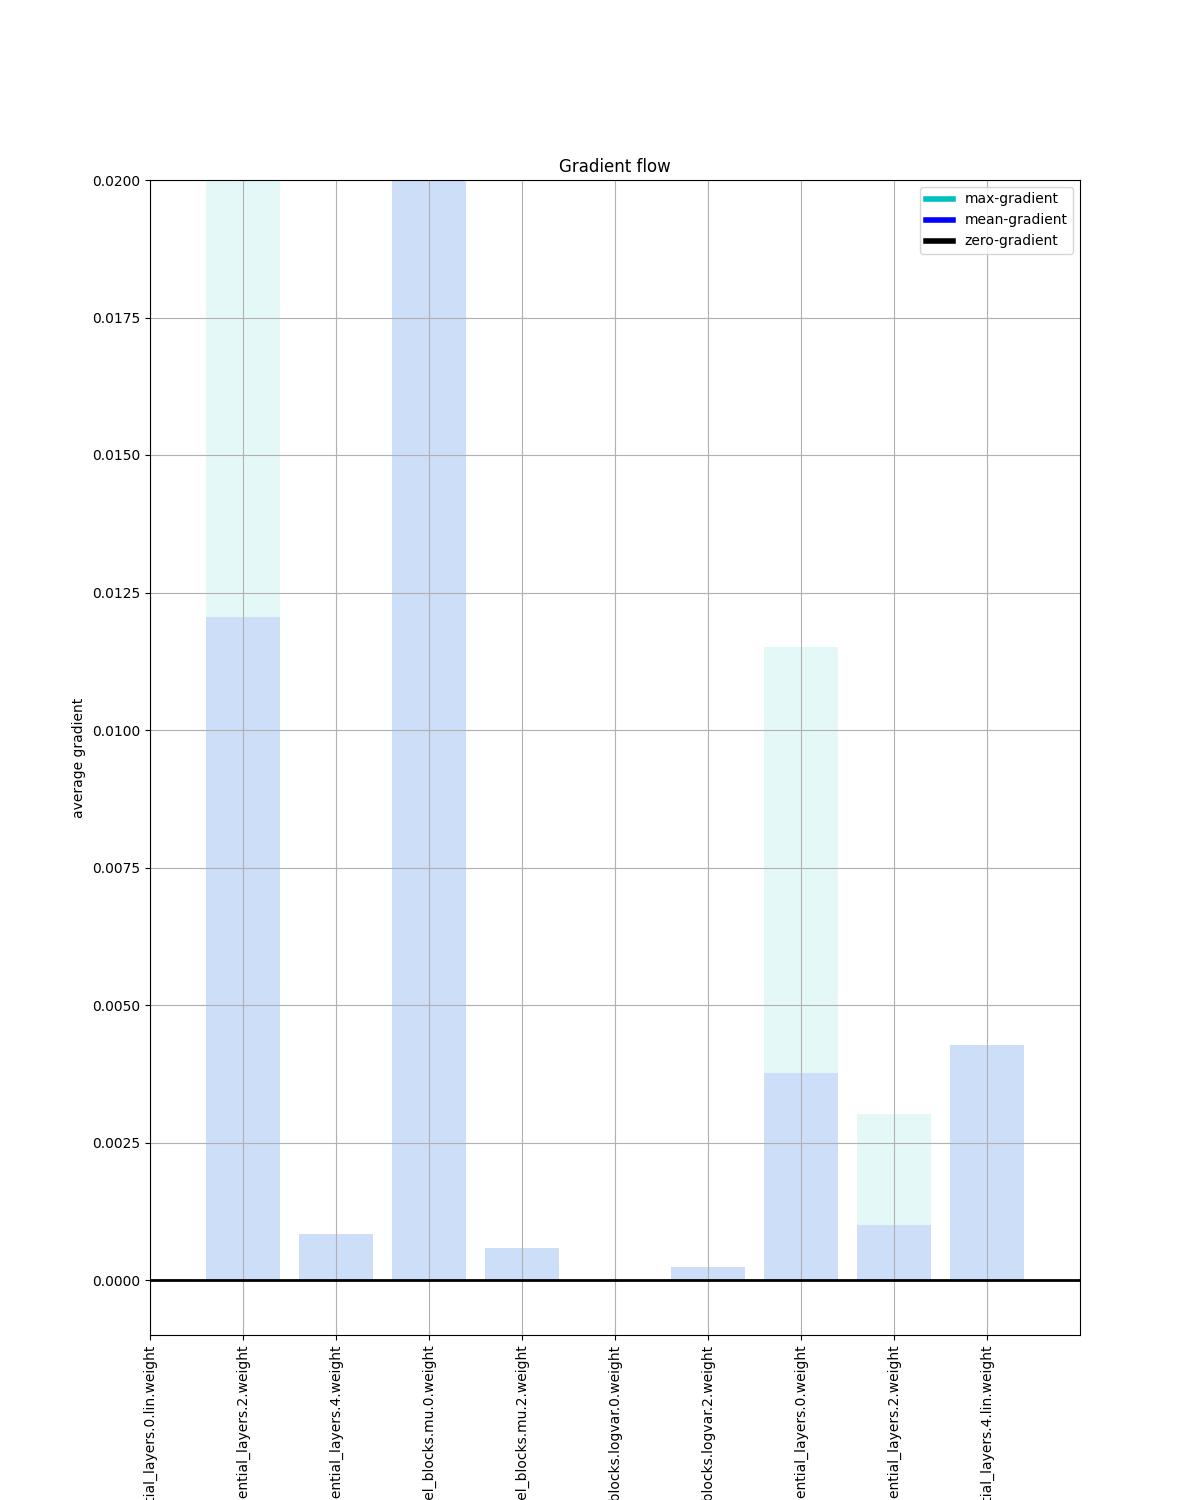 Gradient flow
max-gradient
mean-gradient
zero-gradient
0.0200
0.0175
0.0150
0.0125
0.0100
0.0075
0.0050
0.0025
0.0000
average gradient
tial_layers.0.lin.weight
ential_layers.2.weight
ential_layers.4.weight
el_blocks.mu.0.weight
el_blocks.mu.2.weight
blocks.logvar.0.weight
blocks.logvar.2.weight
ential_layers.0.weight
ential_layers.2.weight
tial_layers.4.lin.weight